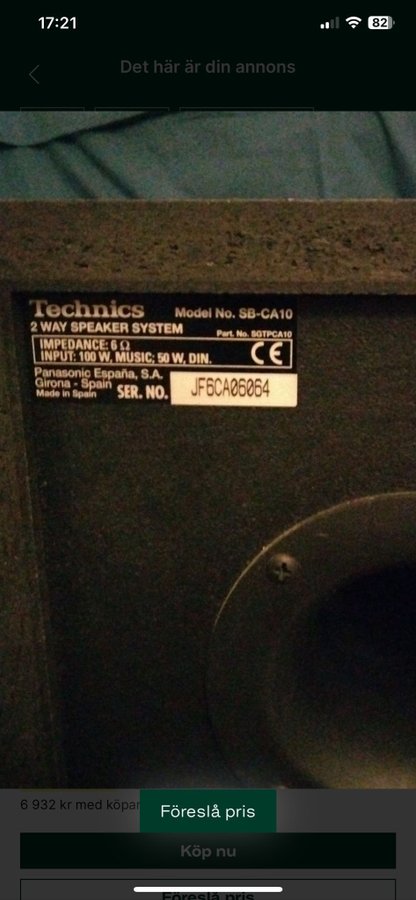 17:21
82
Det här är din annons
Technics Model No. SB-CA10
2 WAY SPEAKER SYSTEM Part. No. SGTPCA10
IMPEDANCE: 6 Ω
INPUT: 100 W, MUSIC; 50 W, DIN.
CE
Panasonic España, S.A.
Girona - Spain
Made in Spain SER. NO. JF6CA06064
6 932 kr med köpar
Föreslå pris
Köp nu
Föreslå pris